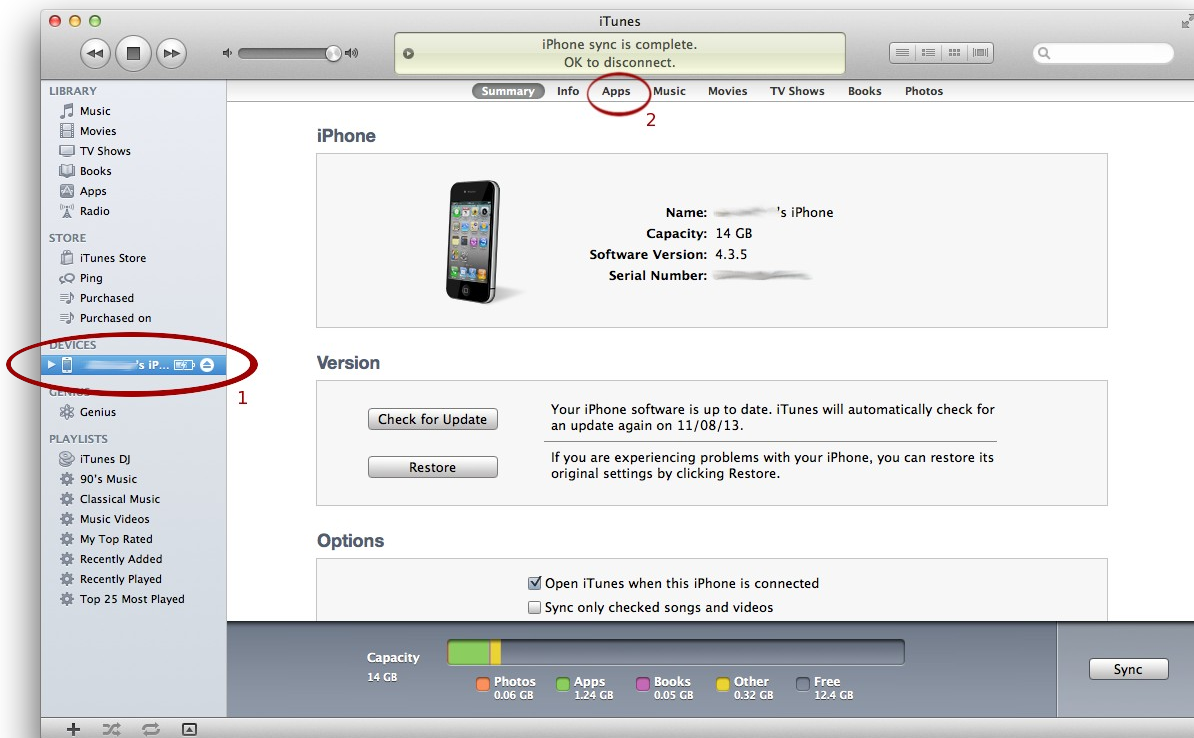 iTunes
iPhone sync is complete.
OK to disconnect.
LIBRARY
Music
Movies
TV Shows
Books
Apps
Radio
STORE
iTunes Store
Ping
Purchased
Purchased on
DEVICES
's iP...
1
GENIUS
Genius
PLAYLISTS
iTunes DJ
90's Music
Classical Music
Music Videos
My Top Rated
Recently Added
Recently Played
Top 25 Most Played
Summary Info Apps Music Movies TV Shows Books Photos
2
iPhone
Name: 's iPhone
Capacity: 14 GB
Software Version: 4.3.5
Serial Number:
Version
Check for Update
Your iPhone software is up to date. iTunes will automatically check for
an update again on 11/08/13.
Restore
If you are experiencing problems with your iPhone, you can restore its
original settings by clicking Restore.
Options
Open iTunes when this iPhone is connected
Sync only checked songs and videos
Capacity
14 GB
Photos
0.06 GB
Apps
1.24 GB
Books
0.05 GB
Other
0.32 GB
Free
12.4 GB
Sync